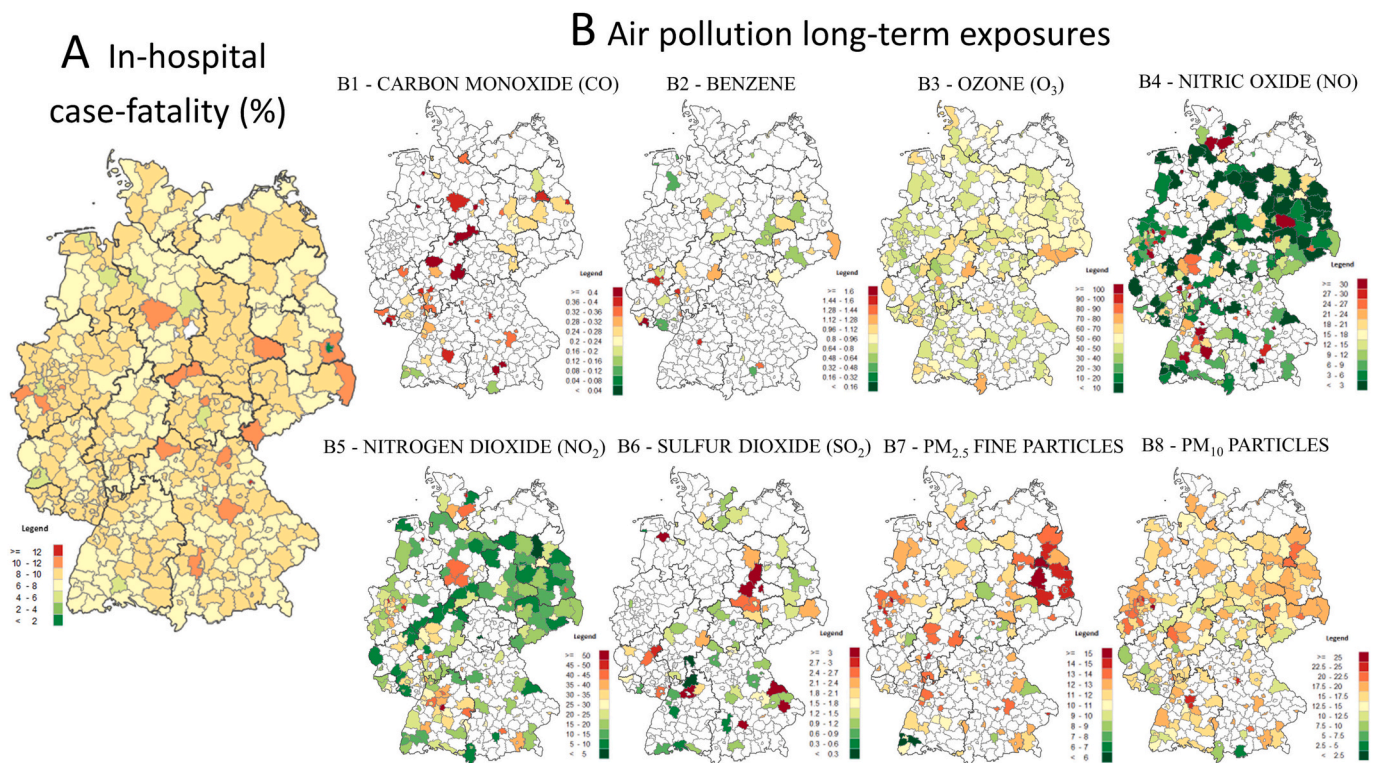 A In-hospital
case-fatality (%)
B Air pollution long-term exposures
B1 - CARBON MONOXIDE (CO)
B2 - BENZENE
B3 - OZONE (O3)
B4 - NITRIC OXIDE (NO)
Legend
>= 12
10 - 12
8 - 10
6 - 8
4 - 6
2 - 4
< 2
Legend
>= 0.4
0.36 - 0.4
0.32 - 0.36
0.28 - 0.32
0.24 - 0.28
0.2 - 0.24
0.16 - 0.2
0.12 - 0.16
0.08 - 0.12
0.04 - 0.08
< 0.04
Legend
>= 1.6
1.44 - 1.6
1.28 - 1.44
1.12 - 1.28
0.96 - 1.12
0.8 - 0.96
0.64 - 0.8
0.48 - 0.64
0.32 - 0.48
0.16 - 0.32
< 0.16
Legend
>= 100
90 - 100
80 - 90
70 - 80
60 - 70
50 - 60
40 - 50
30 - 40
20 - 30
10 - 20
< 10
Legend
>= 30
27 - 30
24 - 27
21 - 24
18 - 21
15 - 18
12 - 15
9 - 12
6 - 9
3 - 6
< 3
B5 - NITROGEN DIOXIDE (NO2)
B6 - SULFUR DIOXIDE (SO2)
B7 - PM2.5 FINE PARTICLES
B8 - PM10 PARTICLES
Legend
>= 50
45 - 50
40 - 45
35 - 40
30 - 35
25 - 30
20 - 25
15 - 20
10 - 15
5 - 10
< 5
Legend
>= 3
2.7 - 3
2.4 - 2.7
2.1 - 2.4
1.8 - 2.1
1.5 - 1.8
1.2 - 1.5
0.9 - 1.2
0.6 - 0.9
0.3 - 0.6
< 0.3
Legend
>= 15
14 - 15
13 - 14
12 - 13
11 - 12
10 - 11
9 - 10
8 - 9
7 - 8
6 - 7
< 6
Legend
>= 25
22.5 - 25
20 - 22.5
17.5 - 20
15 - 17.5
12.5 - 15
10 - 12.5
7.5 - 10
5 - 7.5
2.5 - 5
< 2.5